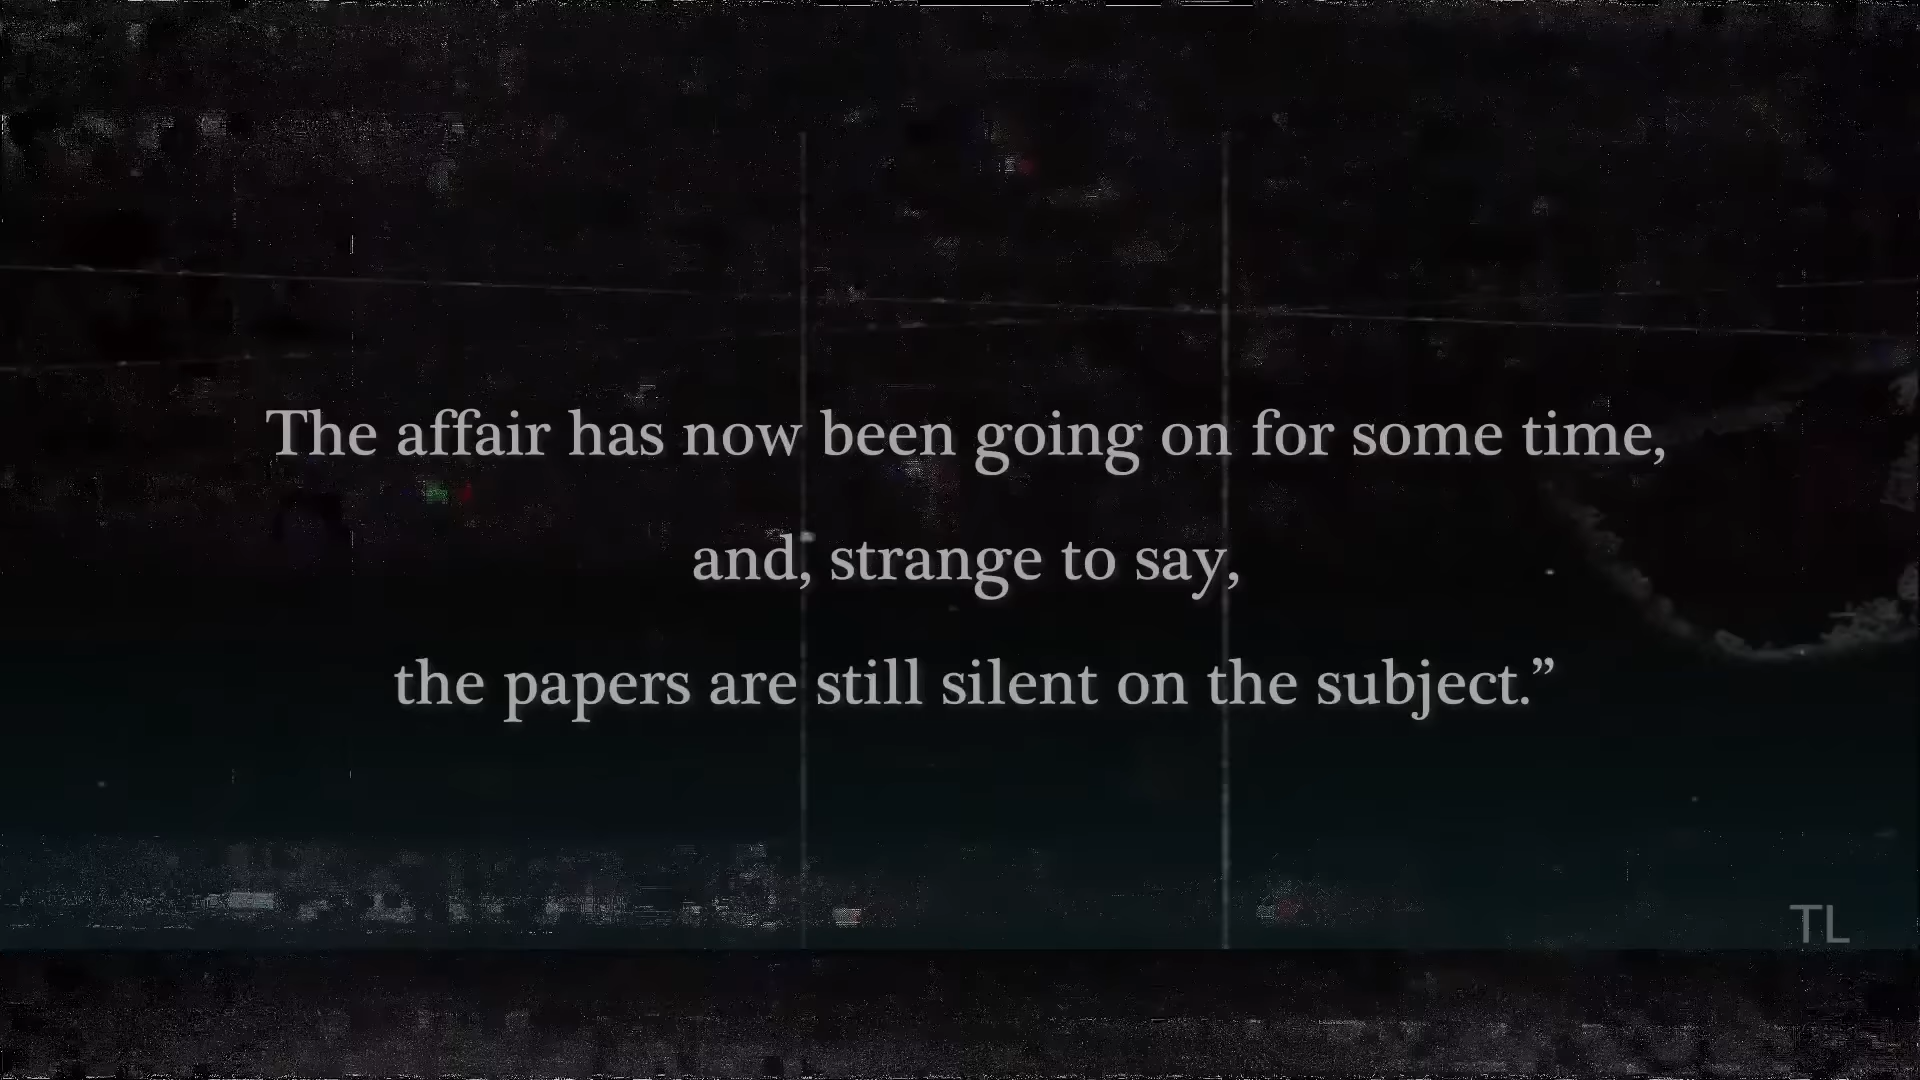 The affair has now been going on for some time,
and, strange to say,
the papers are still silent on the subject.”
TL